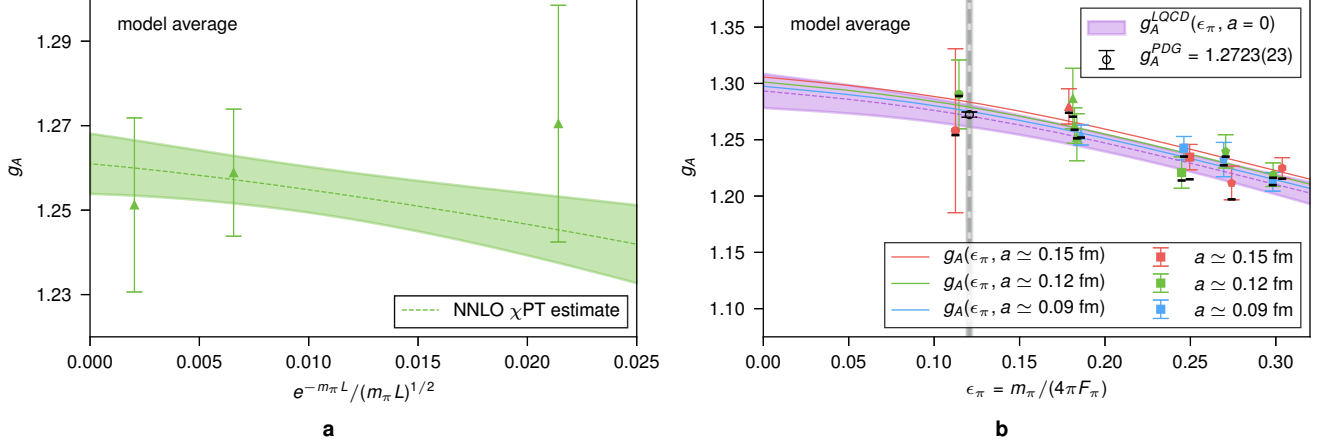 model average
1.29
1.27
1.25
1.23
g_A
NNLO χPT estimate
0.000 0.005 0.010 0.015 0.020 0.025
e^{−m_π L}/(m_π L)^{1/2}
a
model average
g_A^{LQCD}(ϵ_π, a = 0)
g_A^{PDG} = 1.2723(23)
1.35
1.30
1.25
1.20
1.15
1.10
g_A
g_A(ϵ_π, a ≃ 0.15 fm) a ≃ 0.15 fm
g_A(ϵ_π, a ≃ 0.12 fm) a ≃ 0.12 fm
g_A(ϵ_π, a ≃ 0.09 fm) a ≃ 0.09 fm
0.00 0.05 0.10 0.15 0.20 0.25 0.30
ϵ_π = m_π/(4πF_π)
b